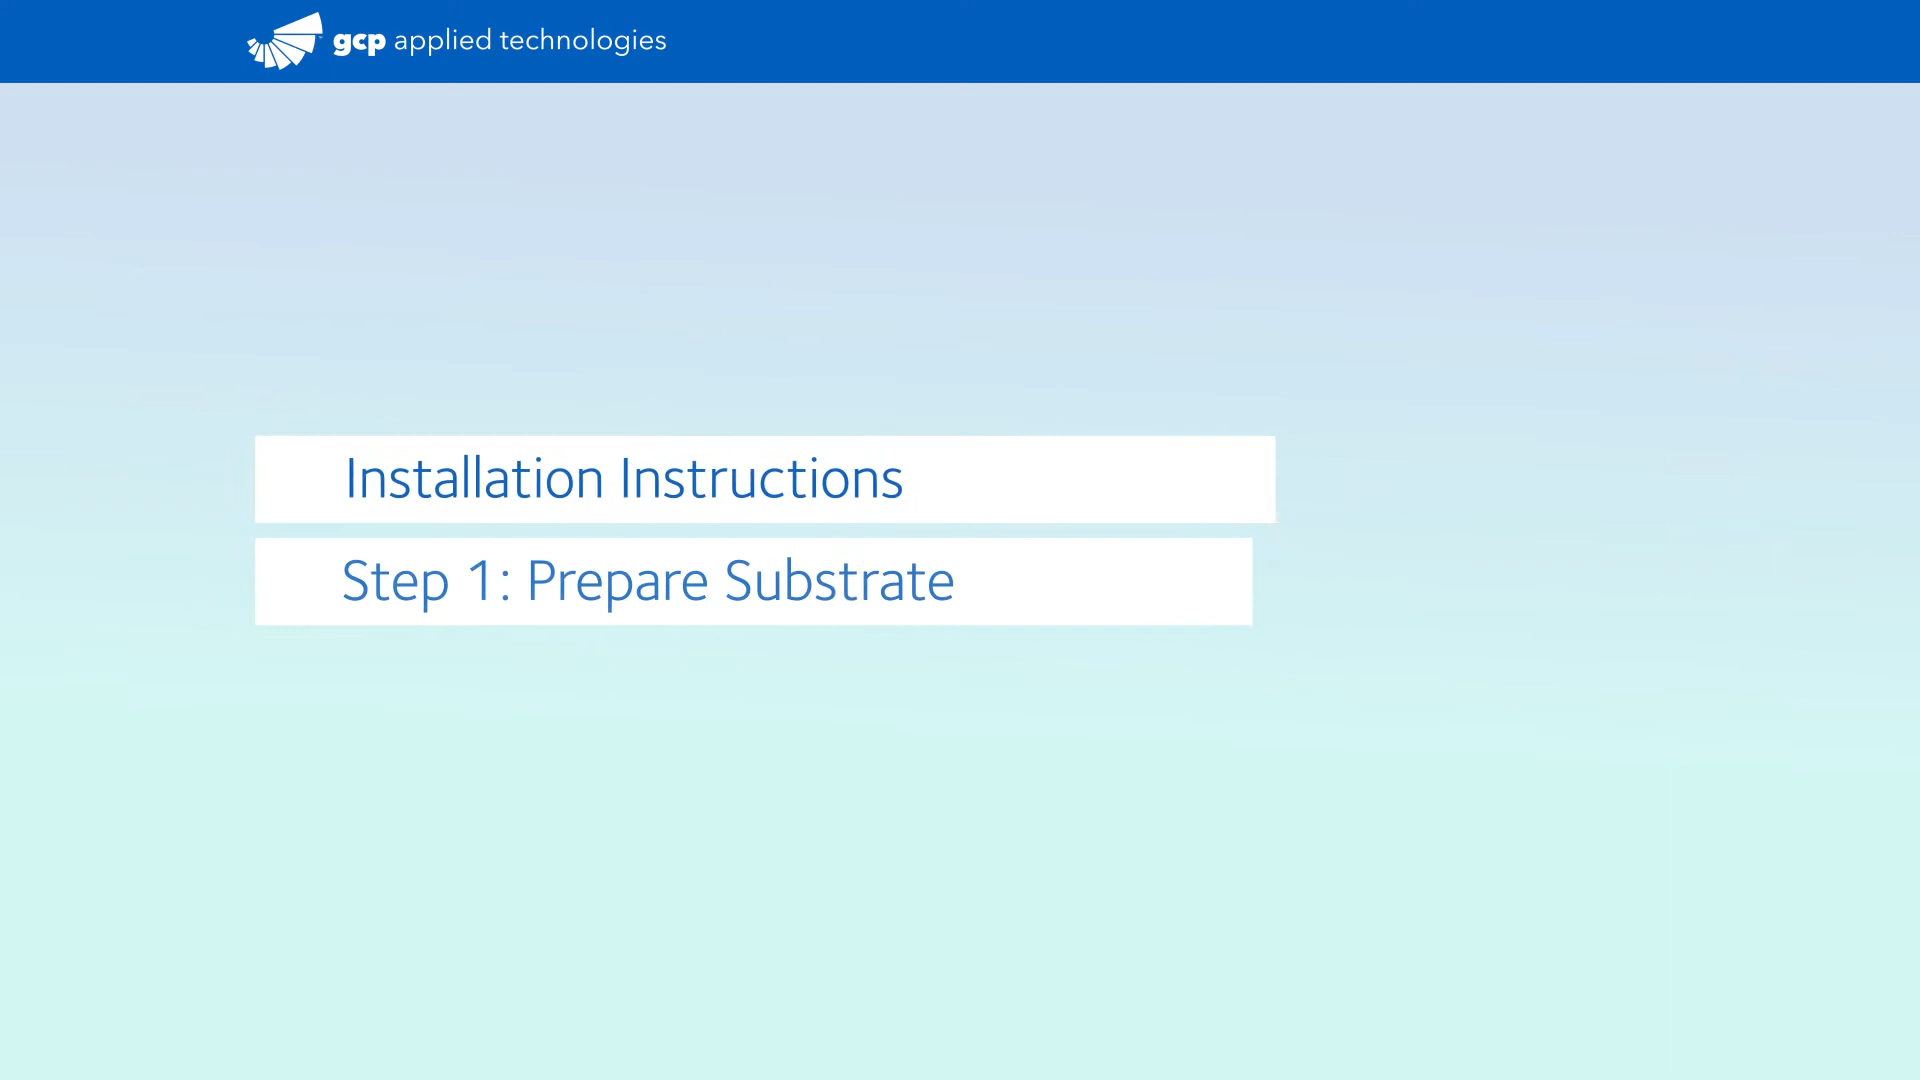 gcp applied technologies
Installation Instructions
Step 1: Prepare Substrate